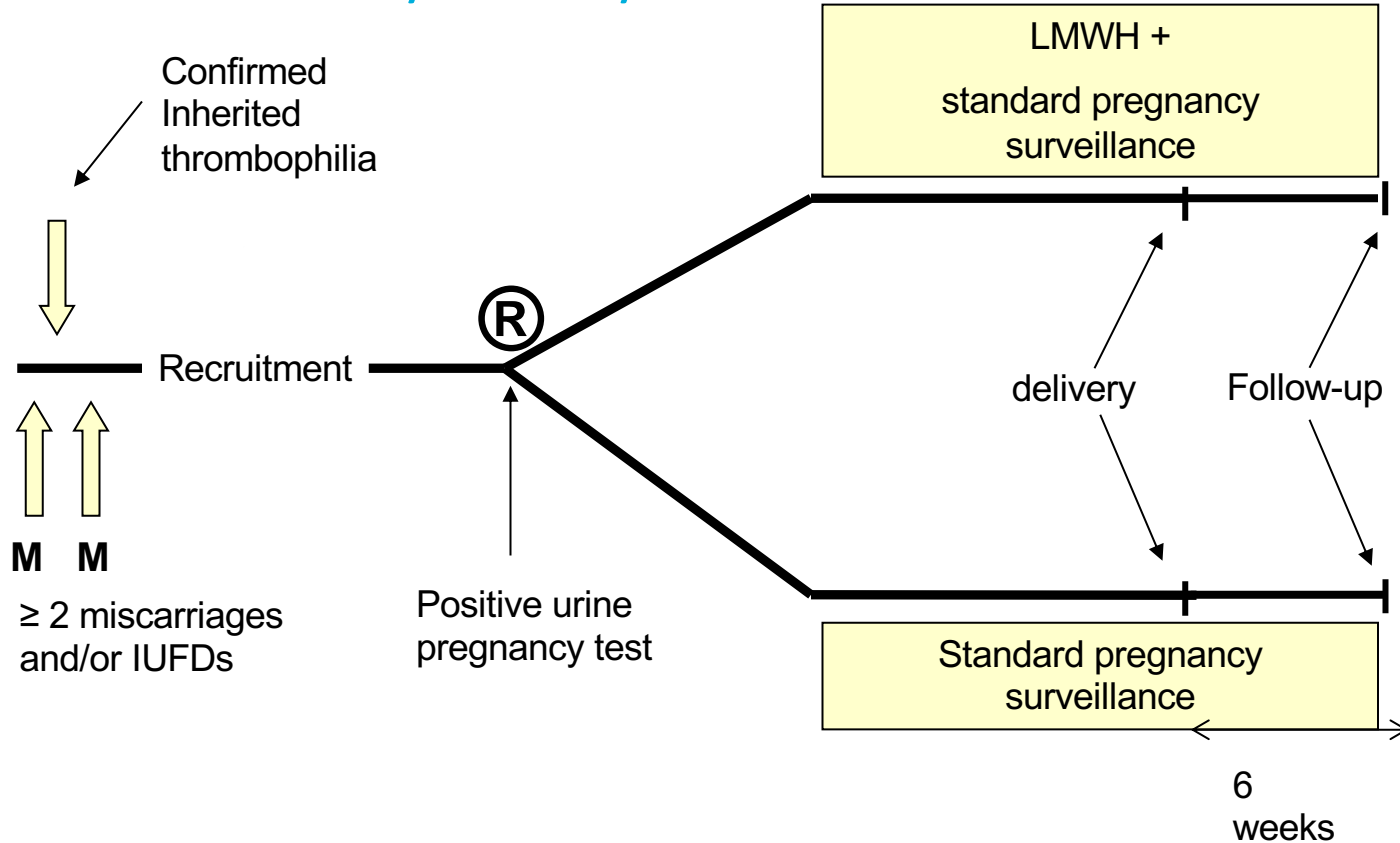 LMWH +
standard pregnancy
surveillance
Confirmed
Inherited
thrombophilia
R
Recruitment
delivery
Follow-up
M M
≥ 2 miscarriages
and/or IUFDs
Positive urine
pregnancy test
Standard pregnancy
surveillance
6
weeks